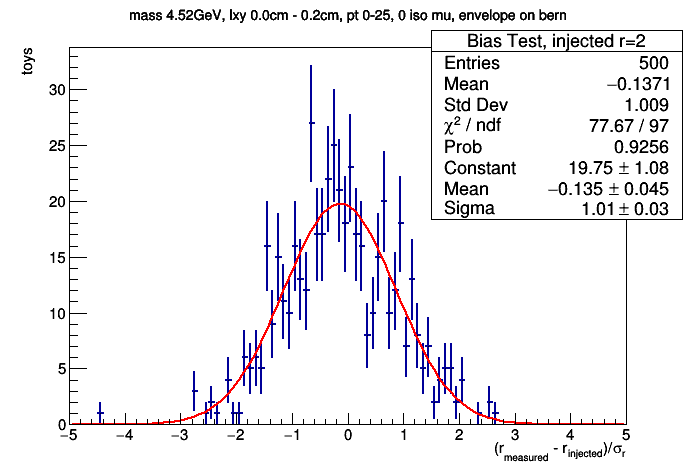 mass 4.52GeV, lxy 0.0cm - 0.2cm, pt 0-25, 0 iso mu, envelope on bern
Bias Test, injected r=2
Entries 500
Mean −0.1371
Std Dev 1.009
χ² / ndf 77.67 / 97
Prob 0.9256
Constant 19.75 ± 1.08
Mean −0.135 ± 0.045
Sigma 1.01 ± 0.03
toys
30
25
20
15
10
5
0
−5 −4 −3 −2 −1 0 1 2 3 4 5
(r_measured - r_injected)/σ_r